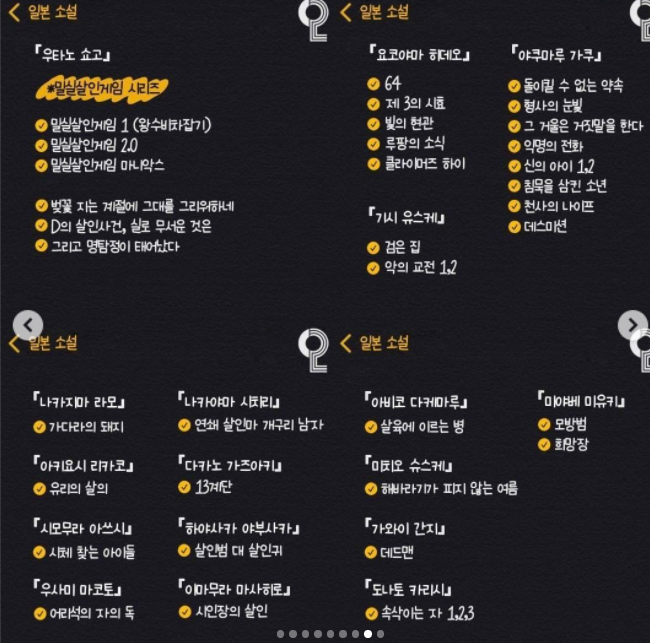 일본 소설
『우타노 쇼고』
*밀실살인게임 시리즈
밀실살인게임 1 (왕수비차잡기)
밀실살인게임 2.0
밀실살인게임 마니악스
벚꽃 지는 계절에 그대를 그리워하네
D의 살인사건, 실로 무서운 것은
그리고 명탐정이 태어났다
일본 소설
『요코야마 히데오』
64
제 3의 시효
빛의 현관
루팡의 소식
클라이머즈 하이
『기시 유스케』
검은 집
악의 교전 1,2
『야쿠마루 가쿠』
돌이킬 수 없는 약속
형사의 눈빛
그 거울은 거짓말을 한다
익명의 전화
신의 아이 1,2
침묵을 삼킨 소년
천사의 나이프
데스미션
일본 소설
『나카지마 라모』
가다라의 돼지
『아키요시 리카코』
유리의 살의
『시모무라 아쓰시』
시체 찾는 아이들
『우사미 마코토』
어리석은 자의 독
『나카야마 시치리』
연쇄 살인마 개구리 남자
『다카노 가즈아키』
13계단
『하야사카 야부사카』
살인범 대 살인귀
『이마무라 마사히로』
시인장의 살인
일본 소설
『아비코 다케마루』
살육에 이르는 병
『미치오 슈스케』
해바라기가 피지 않는 여름
『가와이 간지』
데드맨
『도나토 카리시』
속삭이는 자 1,2,3
『미야베 미유키』
모방범
희망장